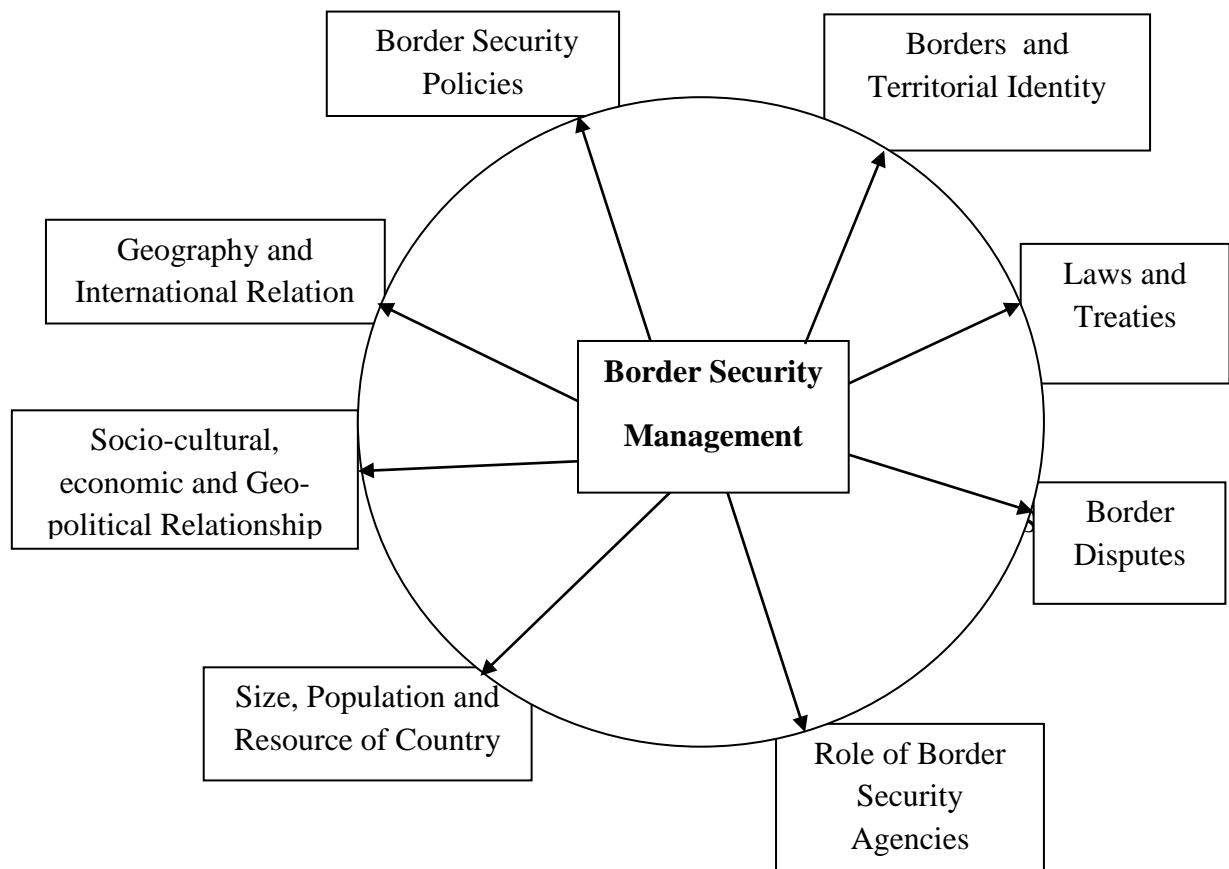 Border Security
Policies
Borders and
Territorial Identity
Geography and
International Relation
Laws and
Treaties
Border Security
Management
Socio-cultural,
economic and Geo-
political Relationship
s
Border
Disputes
Size, Population and
Resource of Country
Role of Border
Security
Agencies